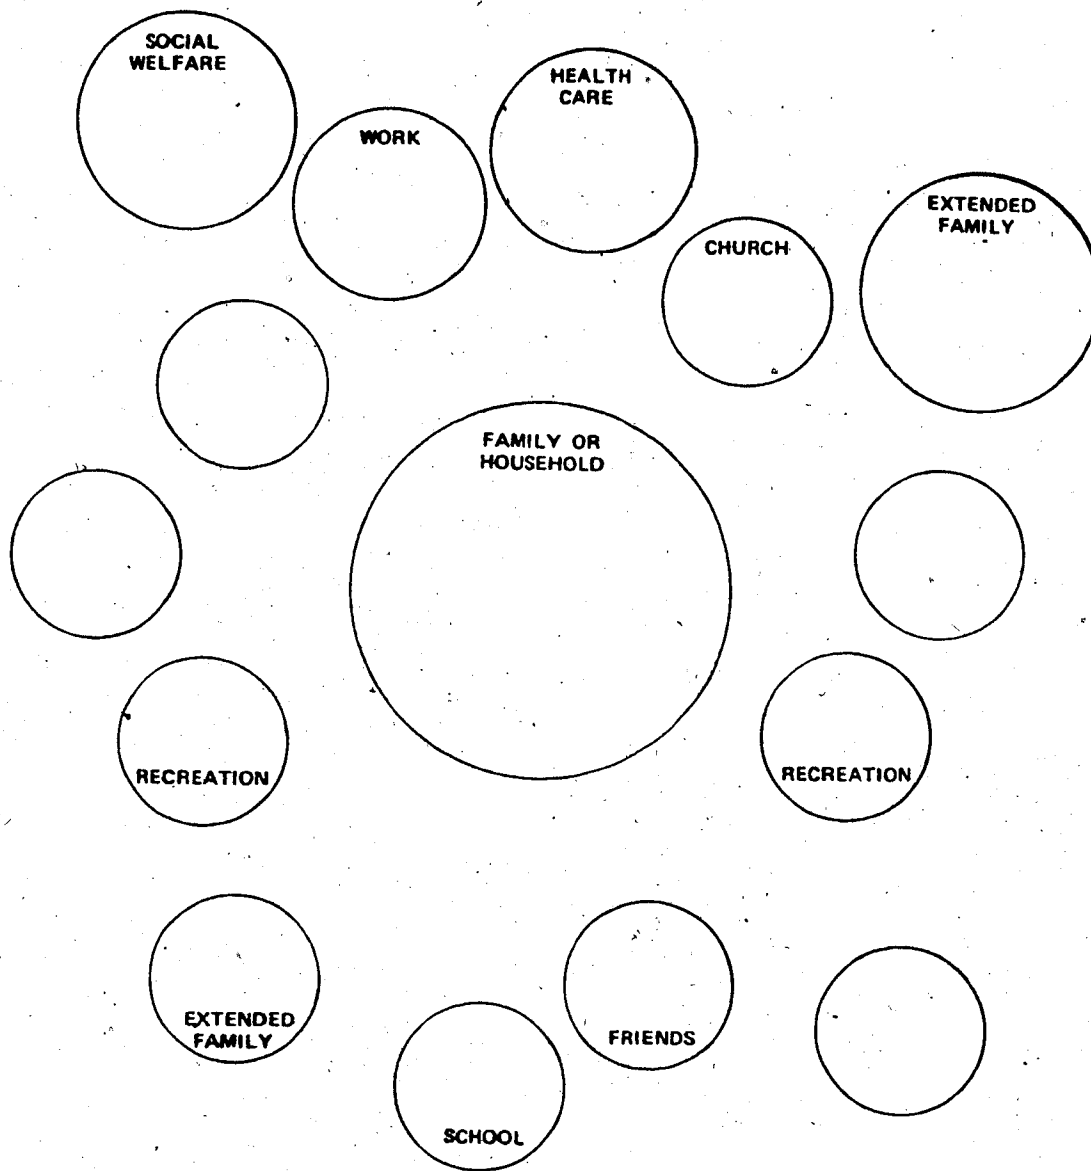 SOCIAL
WELFARE
HEALTH
CARE
WORK
EXTENDED
FAMILY
CHURCH
FAMILY OR
HOUSEHOLD
RECREATION
RECREATION
EXTENDED
FAMILY
FRIENDS
SCHOOL